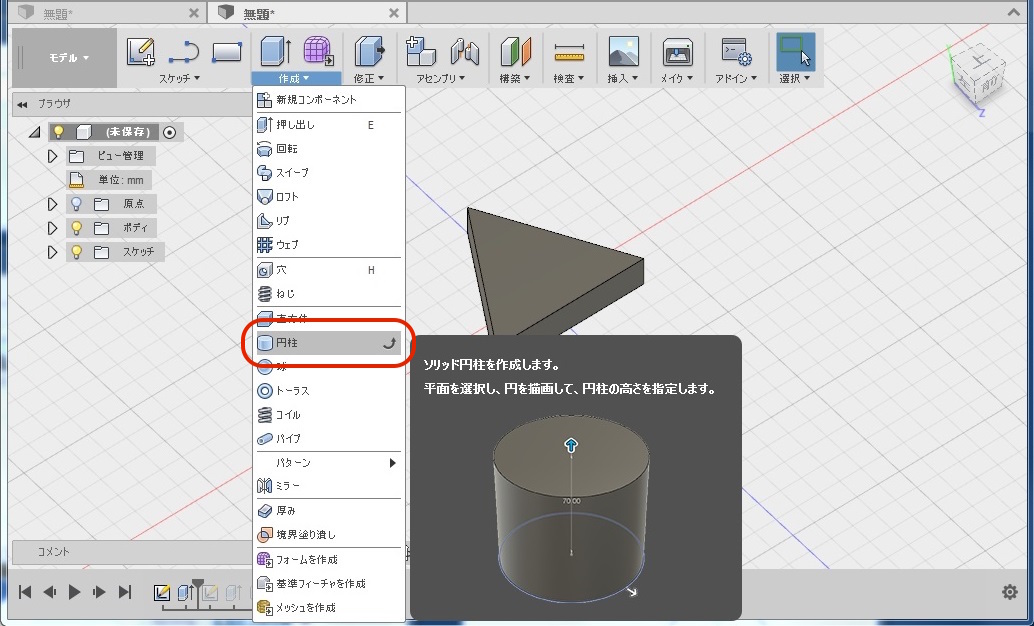 無題*
無題*
モデル
スケッチ
作成
修正
アセンブリ
構築
検査
挿入
メイク
アドイン
選択
ブラウザ
(未保存)
ビュー管理
単位: mm
原点
ボディ
スケッチ
新規コンポーネント
押し出し E
回転
スイープ
ロフト
リブ
ウェブ
穴 H
ねじ
直方体
円柱
球
トーラス
コイル
パイプ
パターン
ミラー
厚み
境界塗り潰し
フォームを作成
基準フィーチャを作成
メッシュを作成
ソリッド円柱を作成します。
平面を選択し、円を描画して、円柱の高さを指定します。
70.00
上
Z
コメント